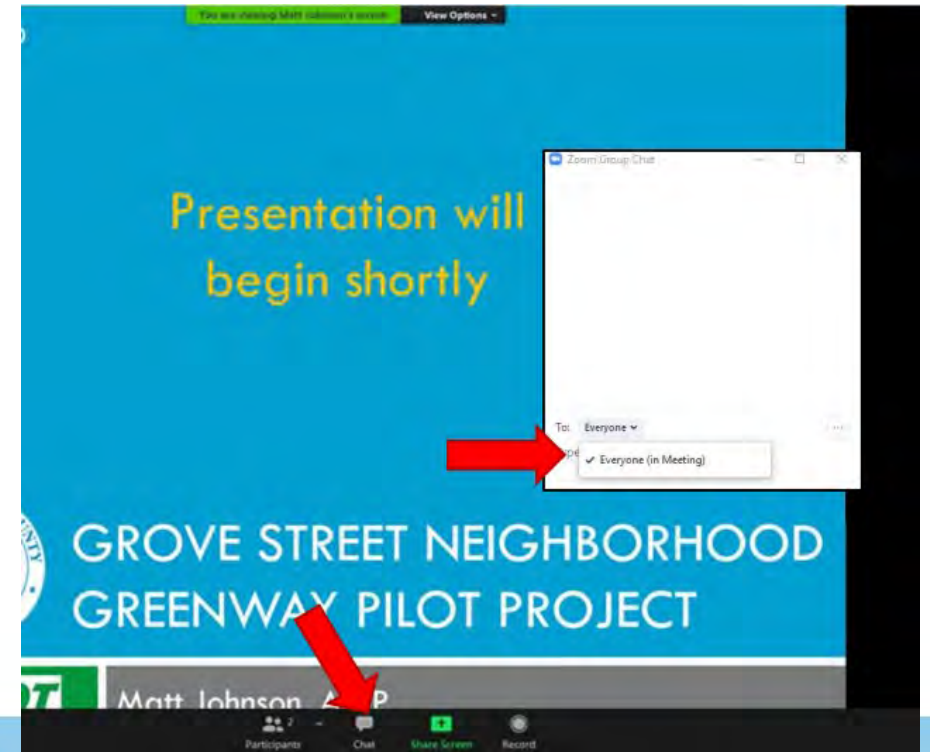 You are viewing Matt Johnson's screen View Options
Zoom Group Chat
Presentation will
begin shortly
To: Everyone
Everyone (in Meeting)
GROVE STREET NEIGHBORHOOD
GREENWAY PILOT PROJECT
Matt Johnson,
Participants 2
Chat
Share Screen
Record